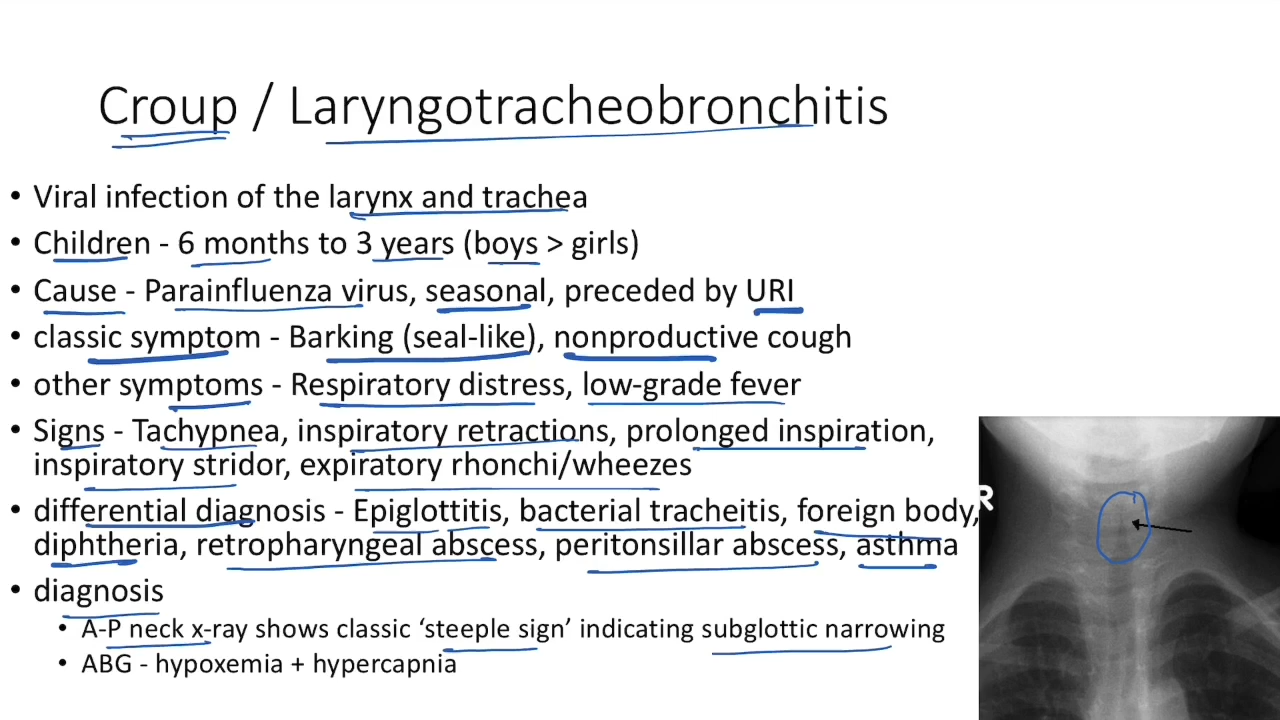 Croup / Laryngotracheobronchitis
• Viral infection of the larynx and trachea
• Children - 6 months to 3 years (boys > girls)
• Cause - Parainfluenza virus, seasonal, preceded by URI
• classic symptom - Barking (seal-like), nonproductive cough
• other symptoms - Respiratory distress, low-grade fever
• Signs - Tachypnea, inspiratory retractions, prolonged inspiration,
inspiratory stridor, expiratory rhonchi/wheezes
• differential diagnosis - Epiglottitis, bacterial tracheitis, foreign body,
diphtheria, retropharyngeal abscess, peritonsillar abscess, asthma
• diagnosis
• A-P neck x-ray shows classic ‘steeple sign’ indicating subglottic narrowing
• ABG - hypoxemia + hypercapnia
R